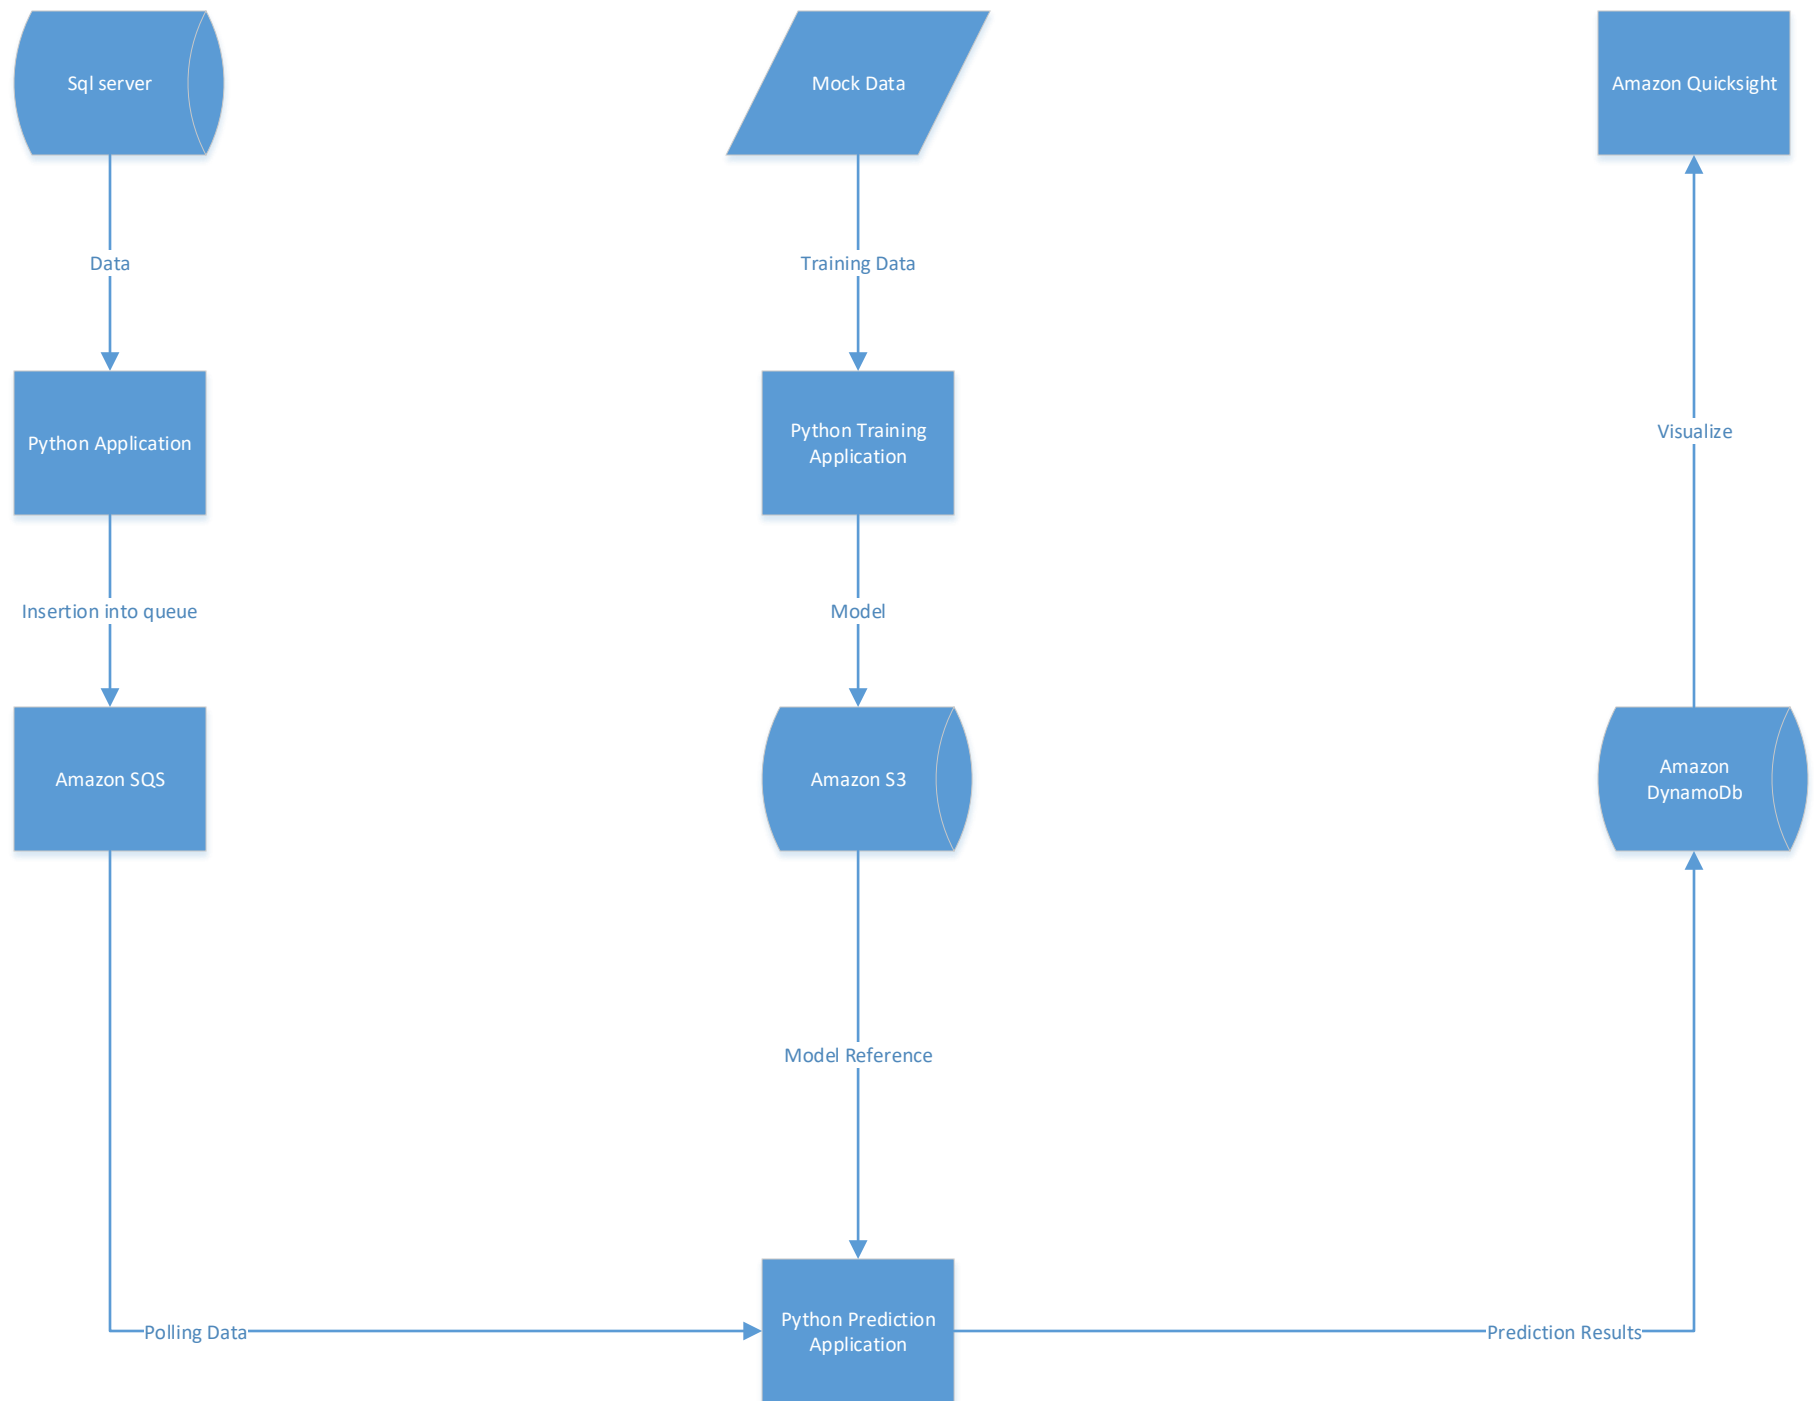 Sql server
Mock Data
Amazon Quicksight
Data
Training Data
Python Application
Python Training
Application
Visualize
Insertion into queue
Model
Amazon SQS
Amazon S3
Amazon
DynamoDb
Model Reference
Polling Data
Python Prediction
Application
Prediction Results